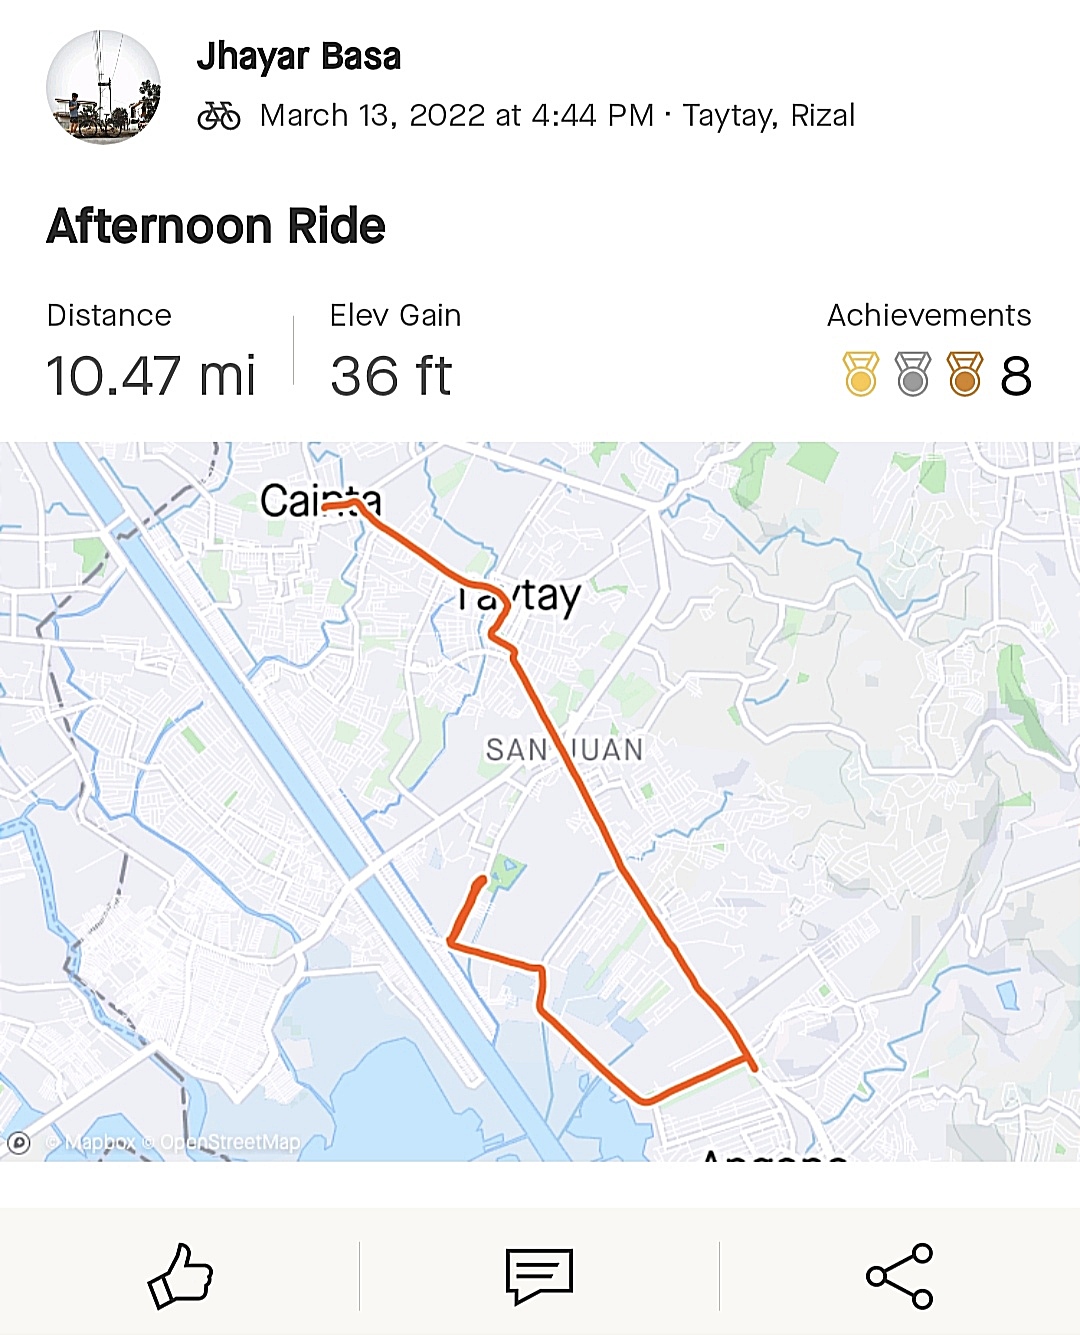 Jhayar Basa
March 13, 2022 at 4:44 PM · Taytay, Rizal
Afternoon Ride
Distance
Elev Gain
Achievements
10.47 mi
36 ft
8
Cainta
Taytay
SAN JUAN
© Mapbox © OpenStreetMap